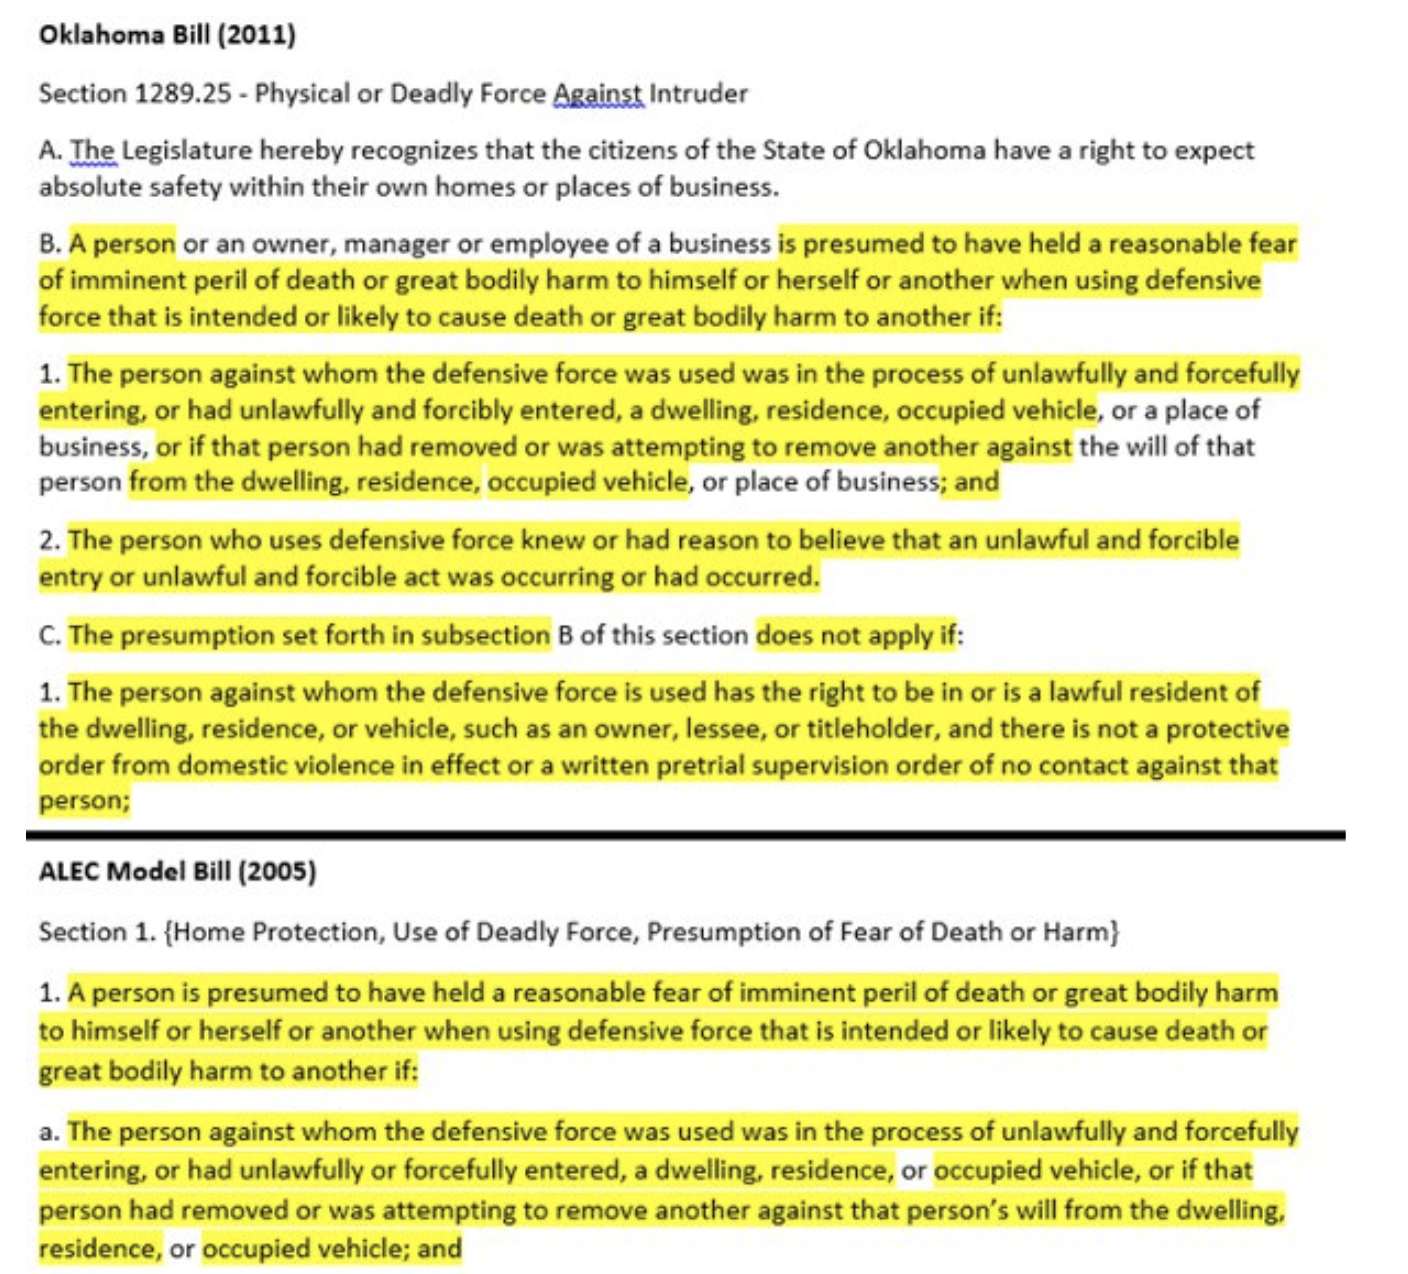 Oklahoma Bill (2011)
Section 1289.25 - Physical or Deadly Force Against Intruder
A. The Legislature hereby recognizes that the citizens of the State of Oklahoma have a right to expect
absolute safety within their own homes or places of business.
B. A person or an owner, manager or employee of a business is presumed to have held a reasonable fear
of imminent peril of death or great bodily harm to himself or herself or another when using defensive
force that is intended or likely to cause death or great bodily harm to another if:
1. The person against whom the defensive force was used was in the process of unlawfully and forcefully
entering, or had unlawfully and forcibly entered, a dwelling, residence, occupied vehicle, or a place of
business, or if that person had removed or was attempting to remove another against the will of that
person from the dwelling, residence, occupied vehicle, or place of business; and
2. The person who uses defensive force knew or had reason to believe that an unlawful and forcible
entry or unlawful and forcible act was occurring or had occurred.
C. The presumption set forth in subsection B of this section does not apply if:
1. The person against whom the defensive force is used has the right to be in or is a lawful resident of
the dwelling, residence, or vehicle, such as an owner, lessee, or titleholder, and there is not a protective
order from domestic violence in effect or a written pretrial supervision order of no contact against that
person;
ALEC Model Bill (2005)
Section 1. {Home Protection, Use of Deadly Force, Presumption of Fear of Death or Harm}
1. A person is presumed to have held a reasonable fear of imminent peril of death or great bodily harm
to himself or herself or another when using defensive force that is intended or likely to cause death or
great bodily harm to another if:
a. The person against whom the defensive force was used was in the process of unlawfully and forcefully
entering, or had unlawfully or forcefully entered, a dwelling, residence, or occupied vehicle, or if that
person had removed or was attempting to remove another against that person's will from the dwelling,
residence, or occupied vehicle; and